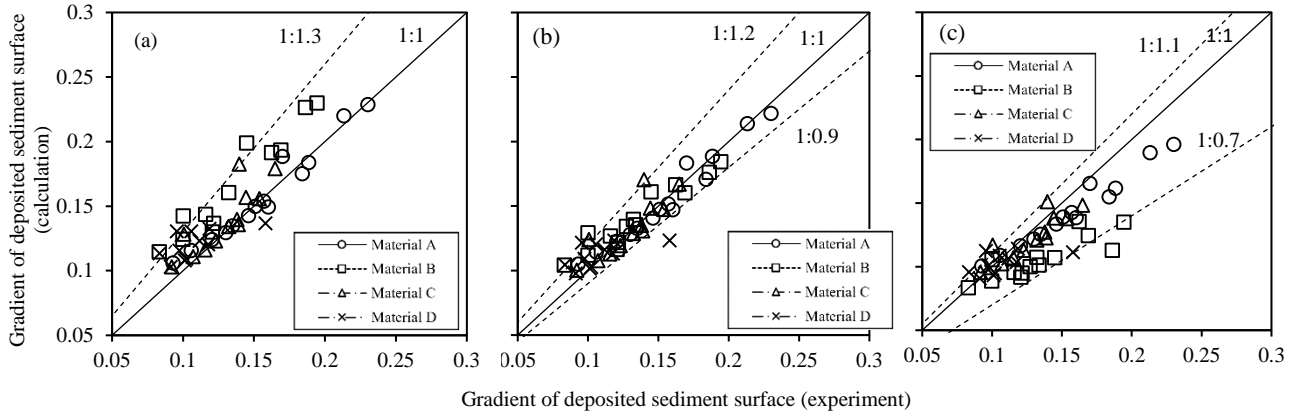 Gradient of deposited sediment surface
(calculation)
0.3
0.25
0.2
0.15
0.1
0.05
(a)
1:1.3
1:1
Material A
Material B
Material C
Material D
0.05
0.1
0.15
0.2
0.25
0.3
(b)
1:1.2
1:1
1:0.9
Material A
Material B
Material C
Material D
0.05
0.1
0.15
0.2
0.25
0.3
(c)
1:1.1
1:1
1:0.7
Material A
Material B
Material C
Material D
0.05
0.1
0.15
0.2
0.25
0.3
Gradient of deposited sediment surface (experiment)